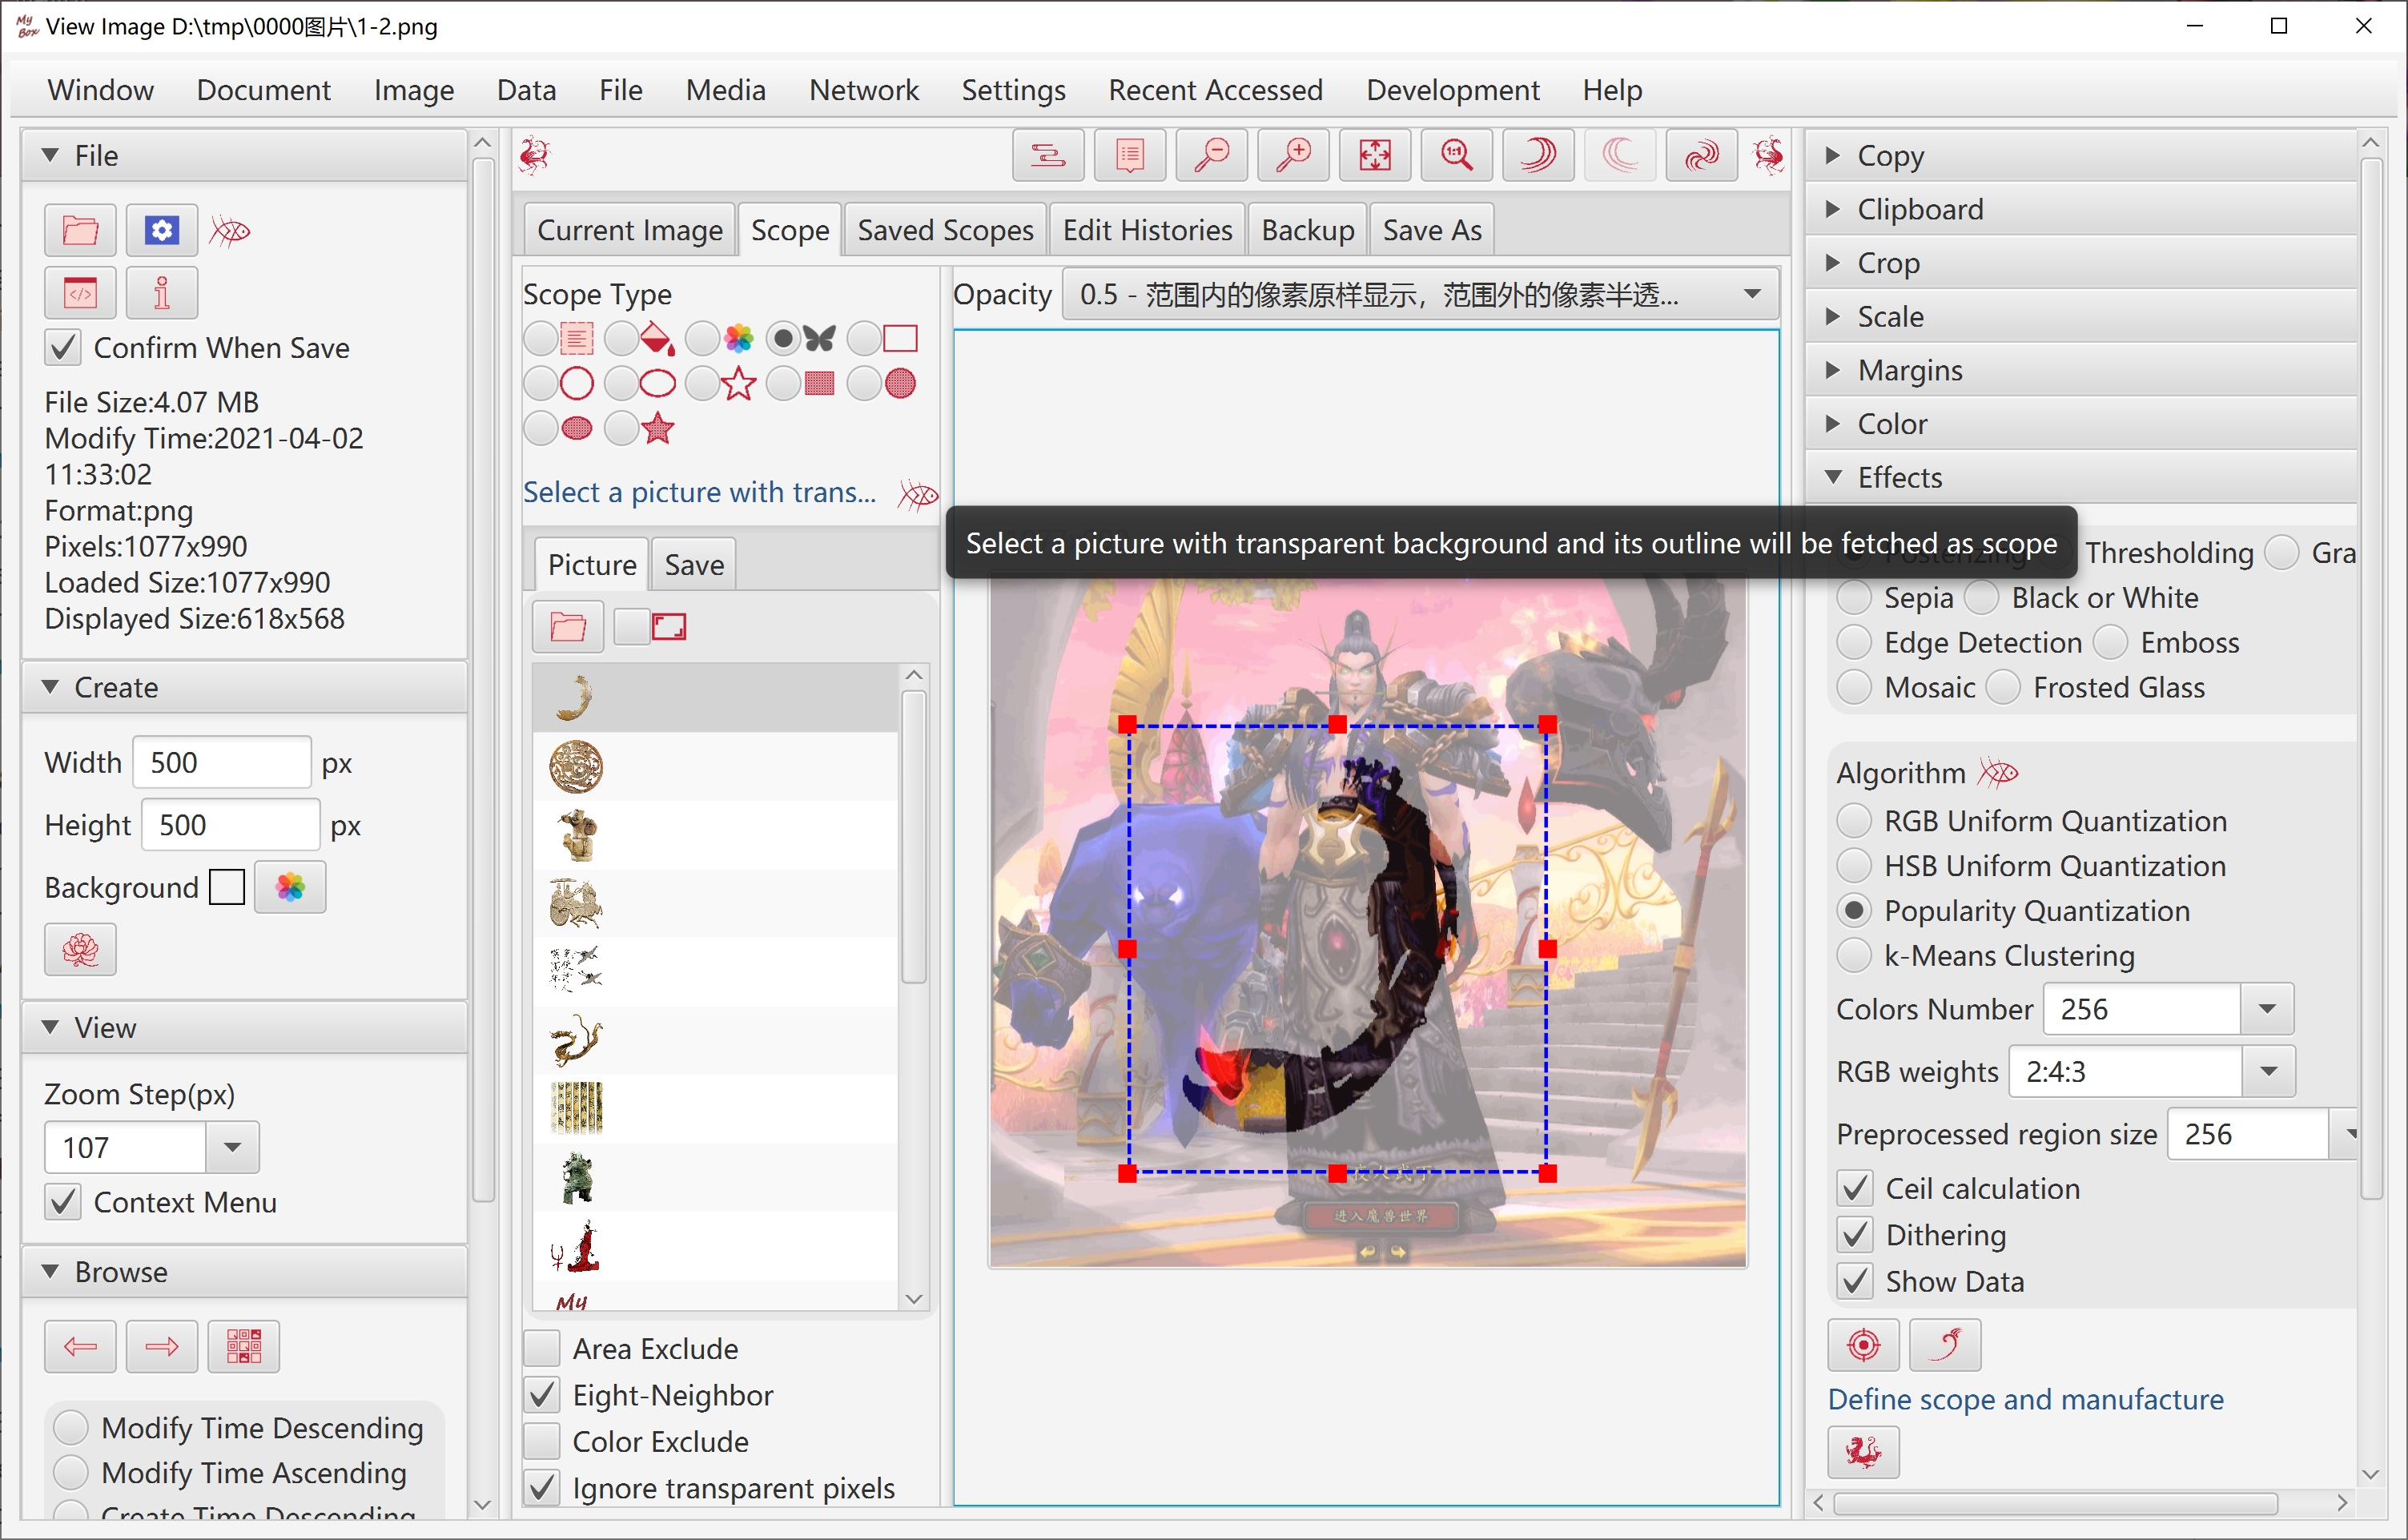 My Box View Image D:\tmp\0000图片\1-2.png
Window Document Image Data File Media Network Settings Recent Accessed Development Help
File
Confirm When Save
File Size:4.07 MB
Modify Time:2021-04-02
11:33:02
Format:png
Pixels:1077x990
Loaded Size:1077x990
Displayed Size:618x568
Create
Width 500 px
Height 500 px
Background
View
Zoom Step(px)
107
Context Menu
Browse
Modify Time Descending
Modify Time Ascending
Create Time Descending
Current Image Scope Saved Scopes Edit Histories Backup Save As
Scope Type
Select a picture with trans...
Picture Save
My
Area Exclude
Eight-Neighbor
Color Exclude
Ignore transparent pixels
Opacity 0.5 - 范围内的像素原样显示，范围外的像素半透...
Select a picture with transparent background and its outline will be fetched as scope
进入魔兽世界
Copy
Clipboard
Crop
Scale
Margins
Color
Effects
Posterizing Thresholding Gra
Sepia Black or White
Edge Detection Emboss
Mosaic Frosted Glass
Algorithm
RGB Uniform Quantization
HSB Uniform Quantization
Popularity Quantization
k-Means Clustering
Colors Number 256
RGB weights 2:4:3
Preprocessed region size 256
Ceil calculation
Dithering
Show Data
Define scope and manufacture